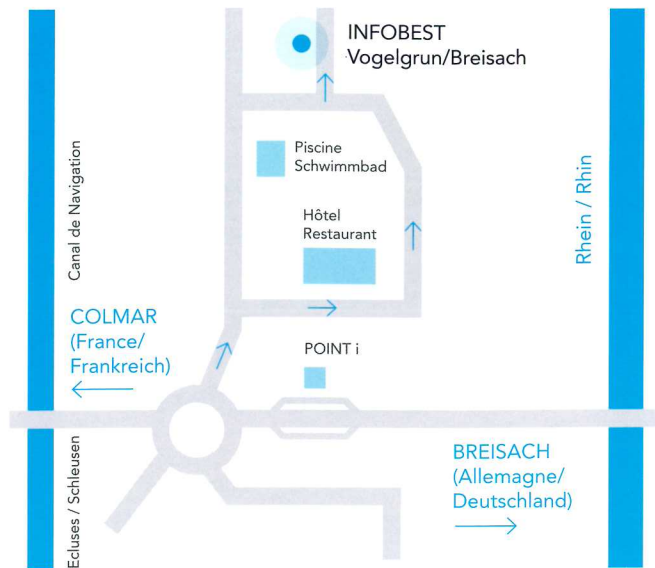 INFOBEST
Vogelgrun/Breisach
Piscine
Schwimmbad
Canal de Navigation
Rhein / Rhin
Hôtel
Restaurant
COLMAR
(France/
Frankreich)
POINT i
BREISACH
(Allemagne/
Deutschland)
Ecluses / Schleusen